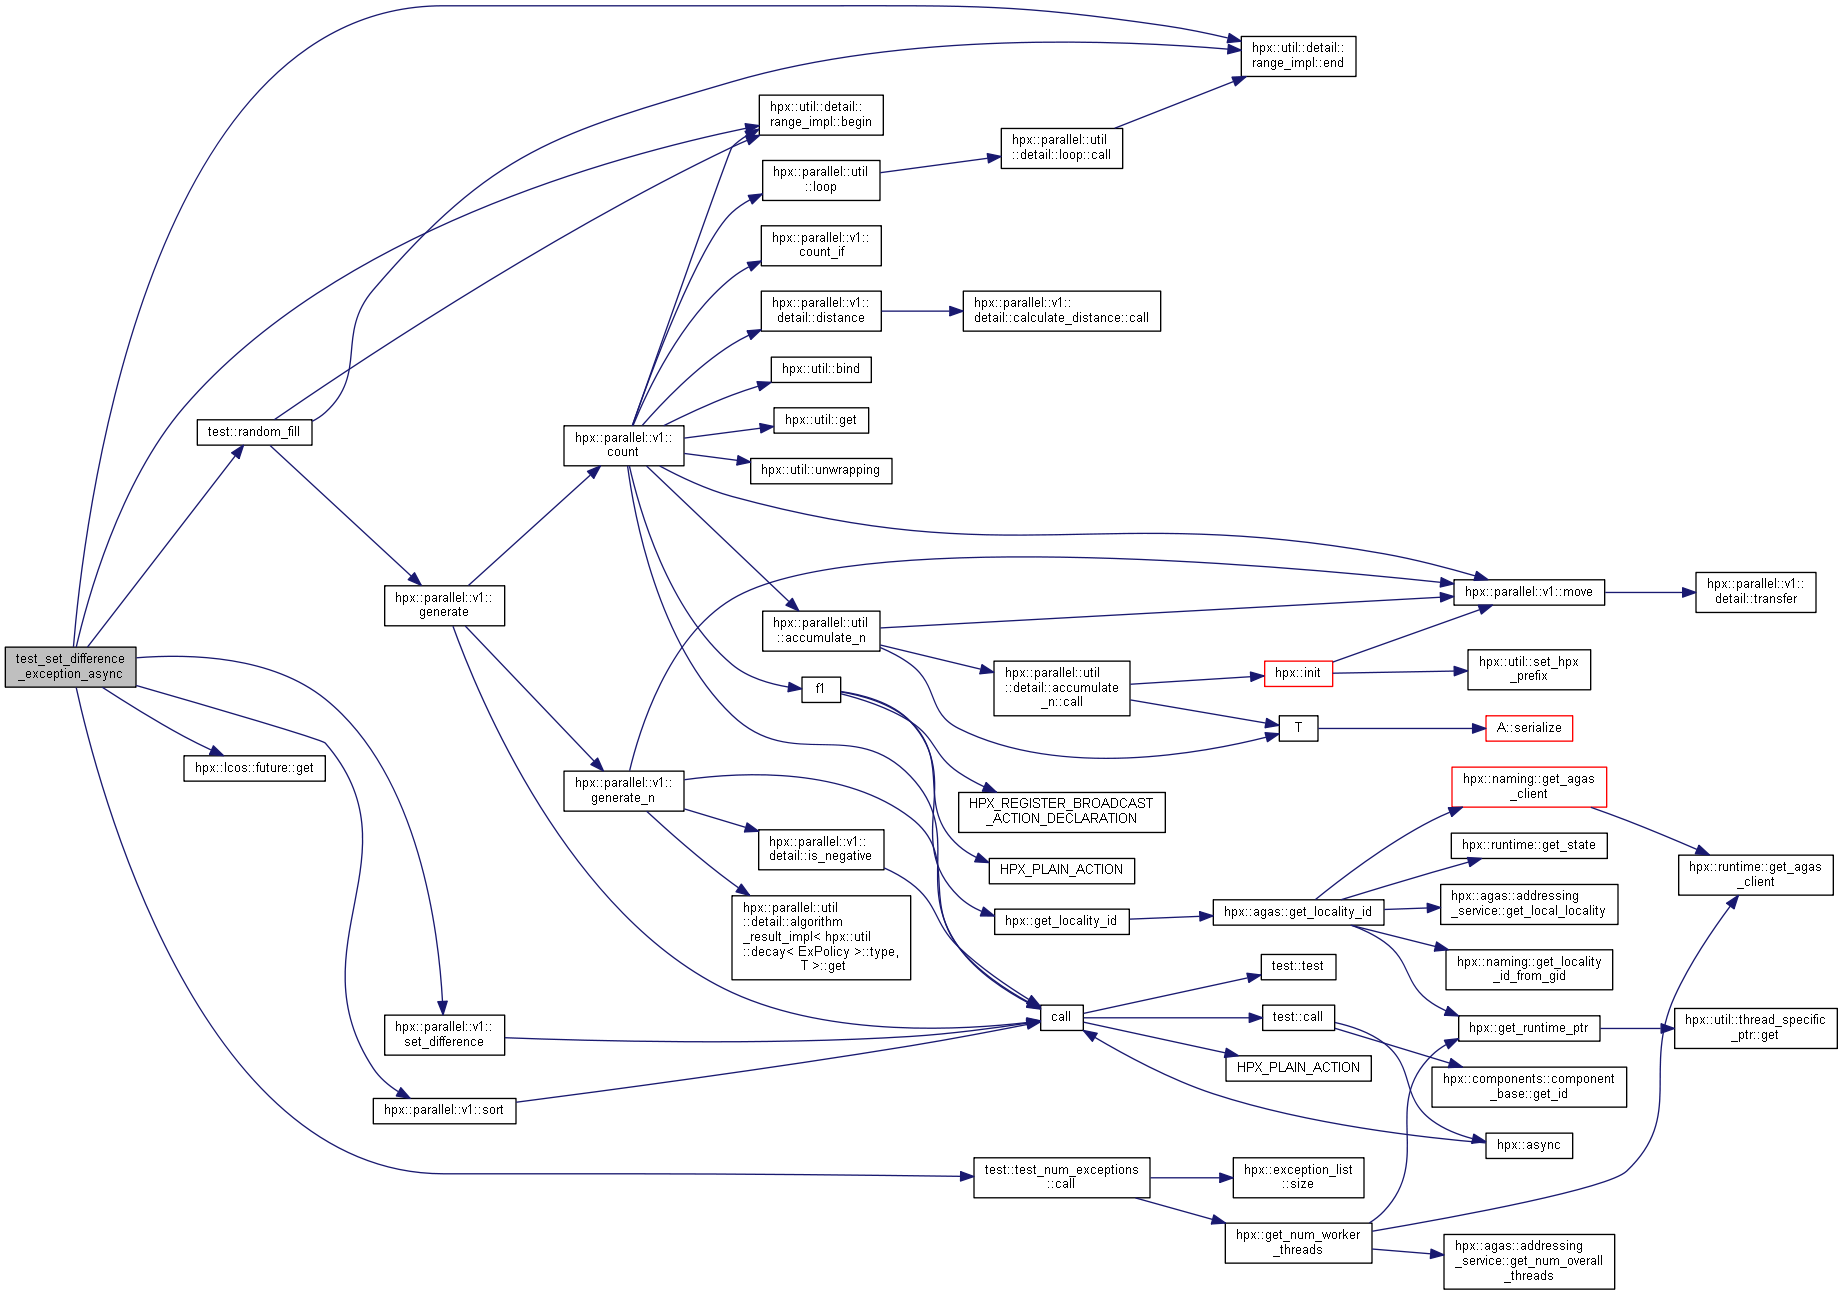 test_set_difference
_exception_async
test::random_fill
hpx::lcos::future::get
hpx::parallel::v1::
generate
hpx::parallel::v1::
set_difference
hpx::parallel::v1::sort
hpx::parallel::v1::
count
hpx::parallel::v1::
generate_n
hpx::util::detail::
range_impl::begin
hpx::parallel::util
::loop
hpx::parallel::v1::
count_if
hpx::parallel::v1::
detail::distance
hpx::util::bind
hpx::util::get
hpx::util::unwrapping
hpx::parallel::util
::accumulate_n
f1
hpx::parallel::v1::
detail::is_negative
hpx::parallel::util
::detail::algorithm
_result_impl< hpx::util
::decay< ExPolicy >::type,
T >::get
hpx::parallel::util
::detail::loop::call
hpx::parallel::v1::
detail::calculate_distance::call
hpx::parallel::util
::detail::accumulate
_n::call
HPX_REGISTER_BROADCAST
_ACTION_DECLARATION
HPX_PLAIN_ACTION
hpx::get_locality_id
call
test::test_num_exceptions
::call
hpx::util::detail::
range_impl::end
hpx::init
T
hpx::agas::get_locality_id
test::test
test::call
HPX_PLAIN_ACTION
hpx::exception_list
::size
hpx::get_num_worker
_threads
hpx::parallel::v1::move
hpx::util::set_hpx
_prefix
A::serialize
hpx::naming::get_agas
_client
hpx::runtime::get_state
hpx::agas::addressing
_service::get_local_locality
hpx::naming::get_locality
_id_from_gid
hpx::get_runtime_ptr
hpx::components::component
_base::get_id
hpx::async
hpx::agas::addressing
_service::get_num_overall
_threads
hpx::parallel::v1::
detail::transfer
hpx::runtime::get_agas
_client
hpx::util::thread_specific
_ptr::get